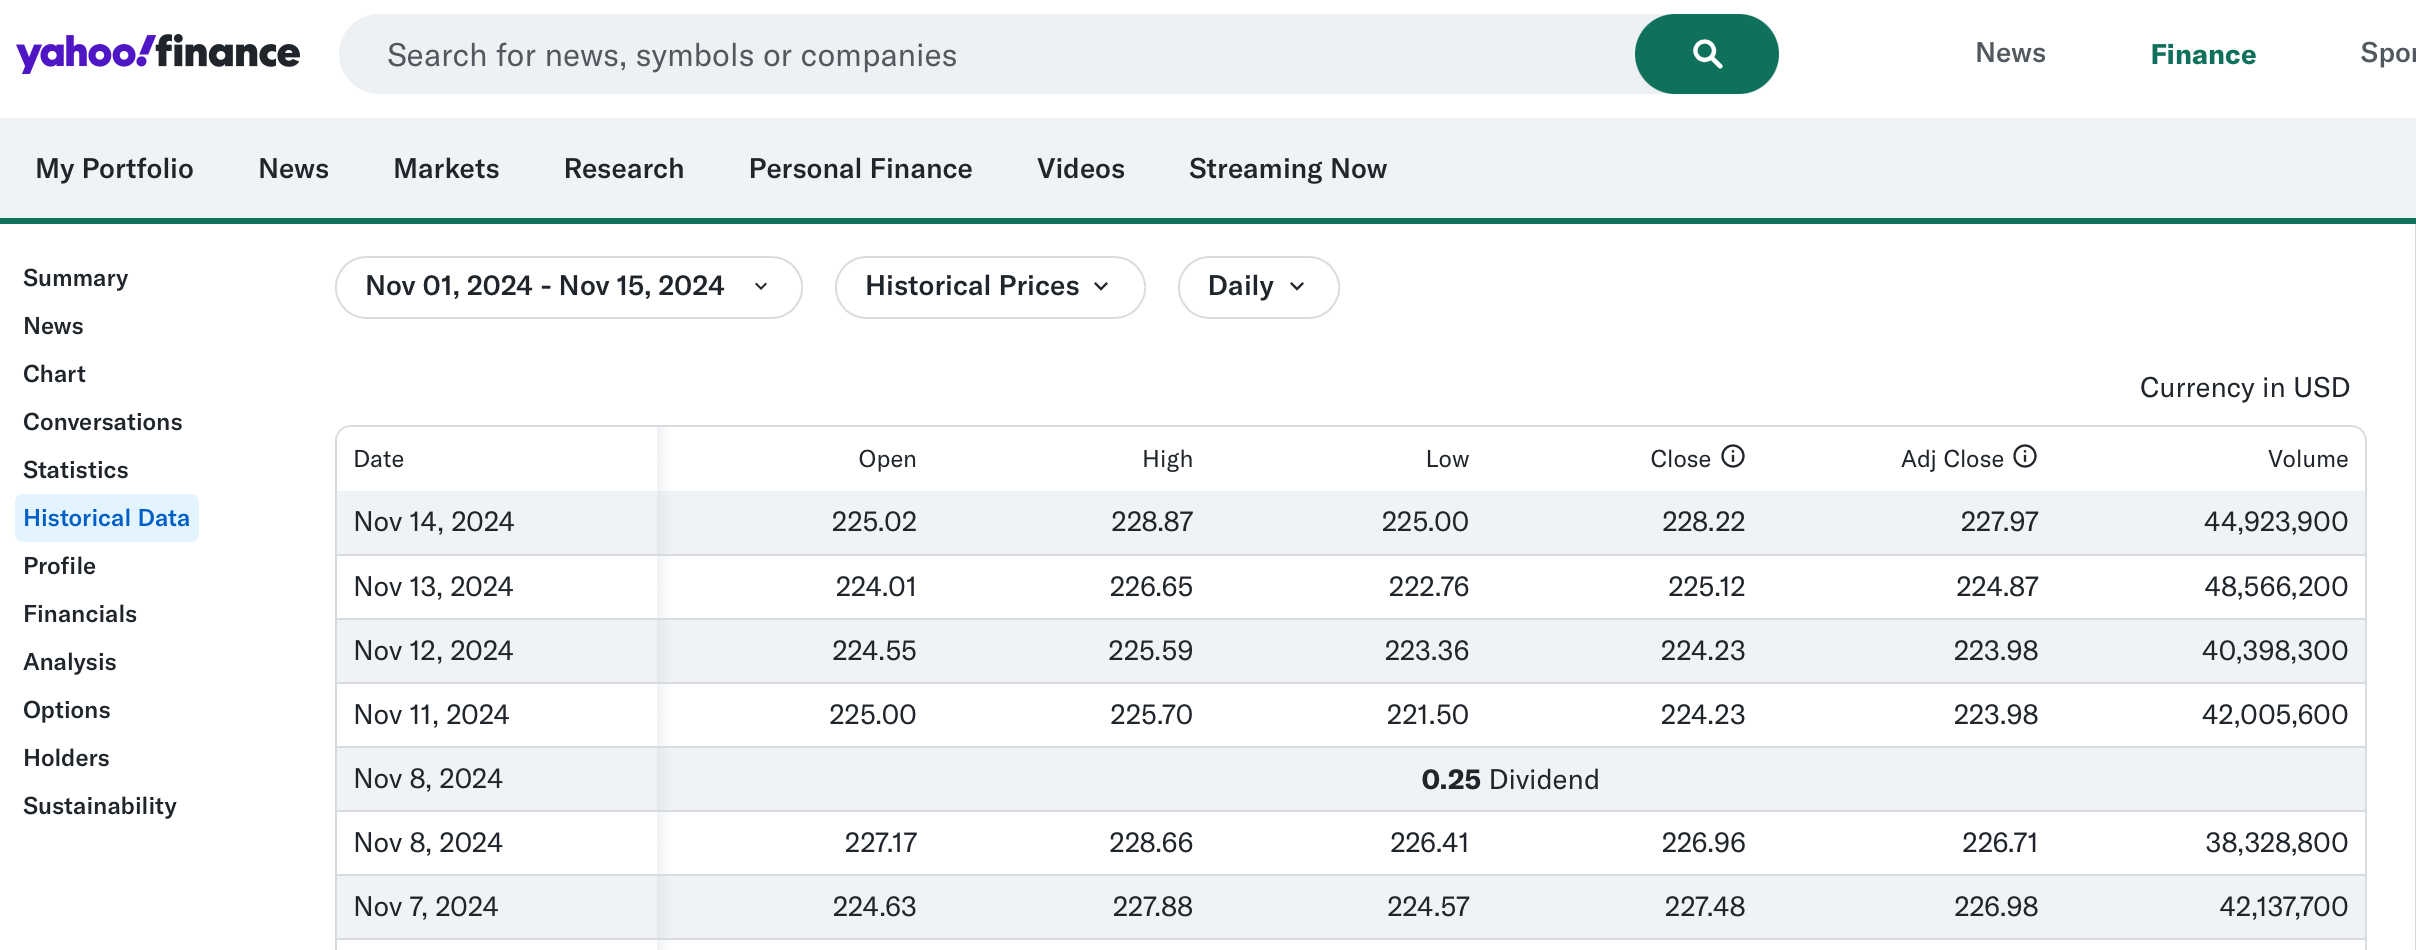 yahoo!finance Search for news, symbols or companies News Finance
My Portfolio News Markets Research Personal Finance Videos Streaming Now
Summary
News
Chart
Conversations
Statistics
Historical Data
Profile
Financials
Analysis
Options
Holders
Sustainability
Nov 01, 2024 - Nov 15, 2024 Historical Prices Daily
Currency in USD
Date Open High Low Close Adj Close Volume
Nov 14, 2024 225.02 228.87 225.00 228.22 227.97 44,923,900
Nov 13, 2024 224.01 226.65 222.76 225.12 224.87 48,566,200
Nov 12, 2024 224.55 225.59 223.36 224.23 223.98 40,398,300
Nov 11, 2024 225.00 225.70 221.50 224.23 223.98 42,005,600
Nov 8, 2024 0.25 Dividend
Nov 8, 2024 227.17 228.66 226.41 226.96 226.71 38,328,800
Nov 7, 2024 224.63 227.88 224.57 227.48 226.98 42,137,700